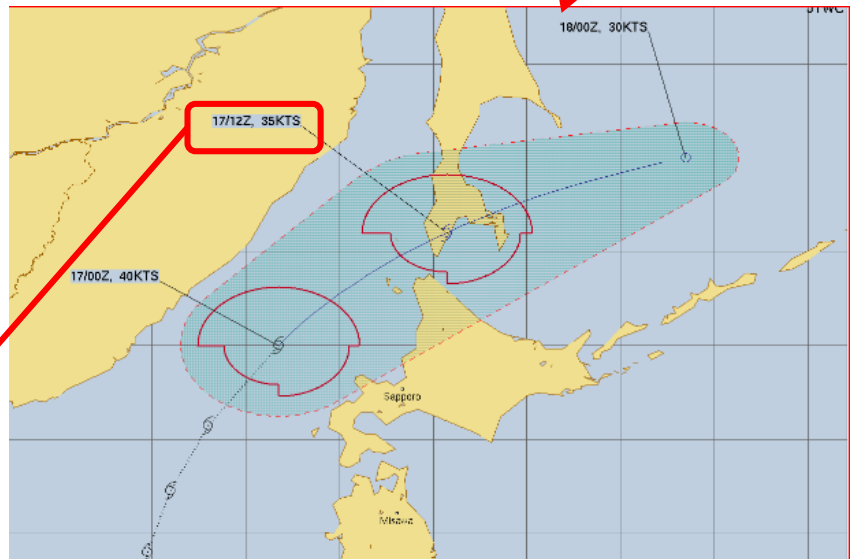 JTWC
18/00Z, 30KTS
17/12Z, 35KTS
17/00Z, 40KTS
Sapporo
Misawa